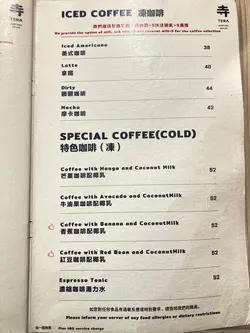 ICED COFFEE 凍咖啡
寺
TERA
Iced Americano 38
美式咖啡
Latte 40
拿鐵
Dirty 44
髒咖啡
Mocha 42
摩卡咖啡
SPECIAL COFFEE(COLD)
特色咖啡（凍）
Coffee with Mango and Coconut Milk 52
芒果咖啡配椰乳
Coffee with Avocado and CoconutMilk 52
牛油果咖啡配椰乳
Coffee with Banana and CoconutMilk 52
香蕉咖啡配椰乳
Coffee with Red Bean and CoconutMilk 52
紅豆咖啡配椰乳
Espresso Tonic 52
濃縮咖啡湯力水
Please inform your server of any food allergies or dietary restrictions
Plus 10% service charge